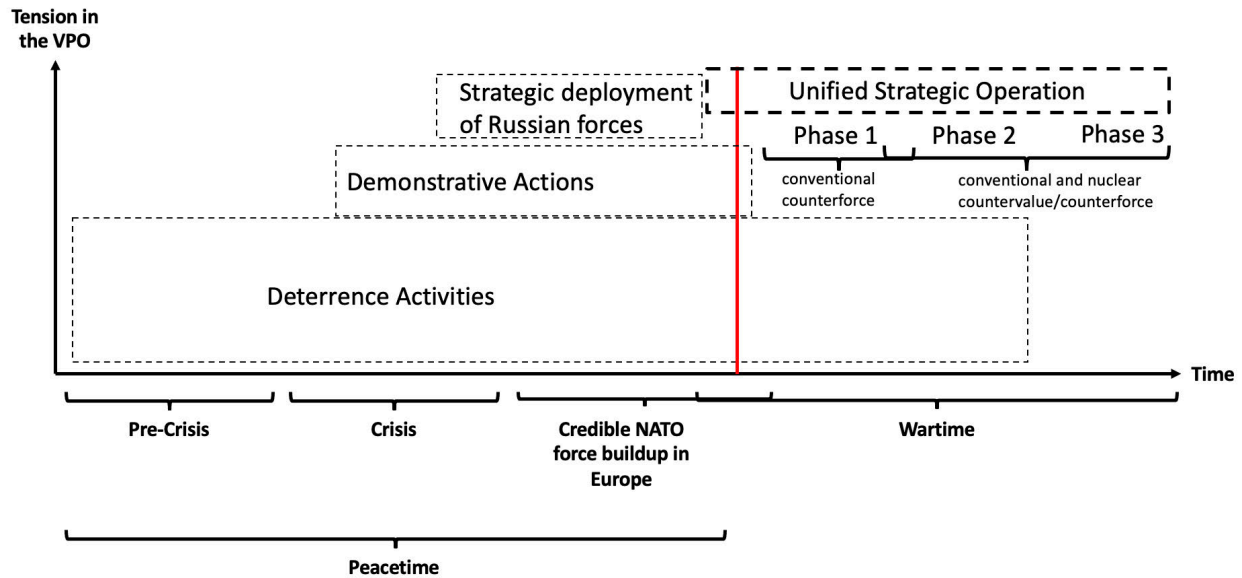 Tension in
the VPO
Strategic deployment
of Russian forces
Unified Strategic Operation
Phase 1
Phase 2
Phase 3
Demonstrative Actions
conventional
counterforce
conventional and nuclear
countervalue/counterforce
Deterrence Activities
Time
Pre-Crisis
Crisis
Credible NATO
force buildup in
Europe
Wartime
Peacetime